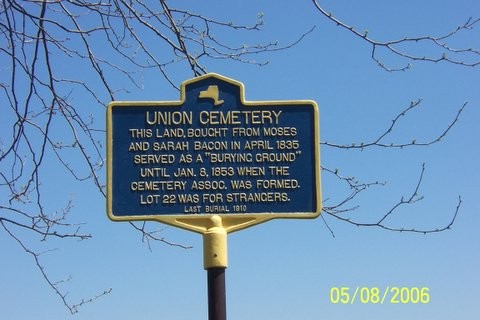 UNION CEMETERY
THIS LAND, BOUGHT FROM MOSES
AND SARAH BACON IN APRIL 1835
SERVED AS A "BURYING GROUND"
UNTIL JAN. 8, 1853 WHEN THE
CEMETERY ASSOC. WAS FORMED.
LOT 22 WAS FOR STRANGERS.
LAST BURIAL 1910
05/08/2006